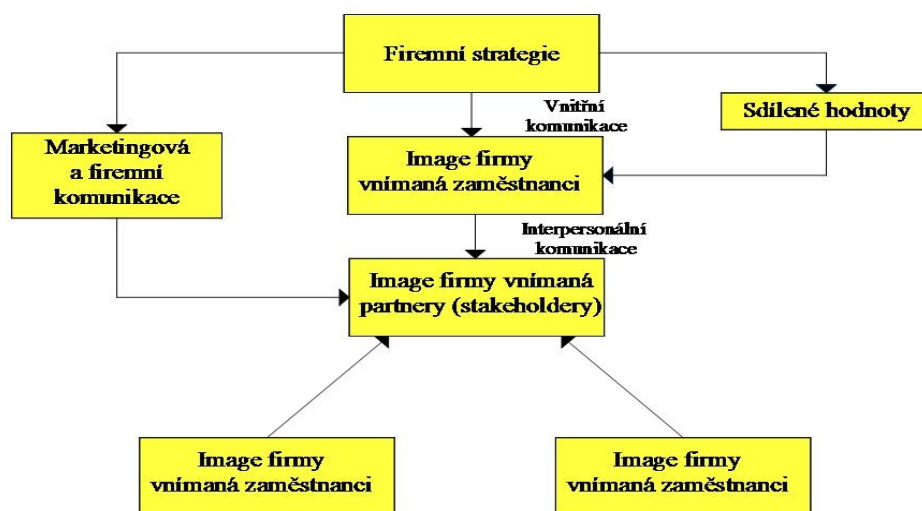 Firemní strategie
Vnitřní
komunikace
Sdílené hodnoty
Marketingová
a firemní
komunikace
Image firmy
vnímaná zaměstnanci
Interpersonální
komunikace
Image firmy vnímaná
partnery (stakeholdery)
Image firmy
vnímaná zaměstnanci
Image firmy
vnímaná zaměstnanci